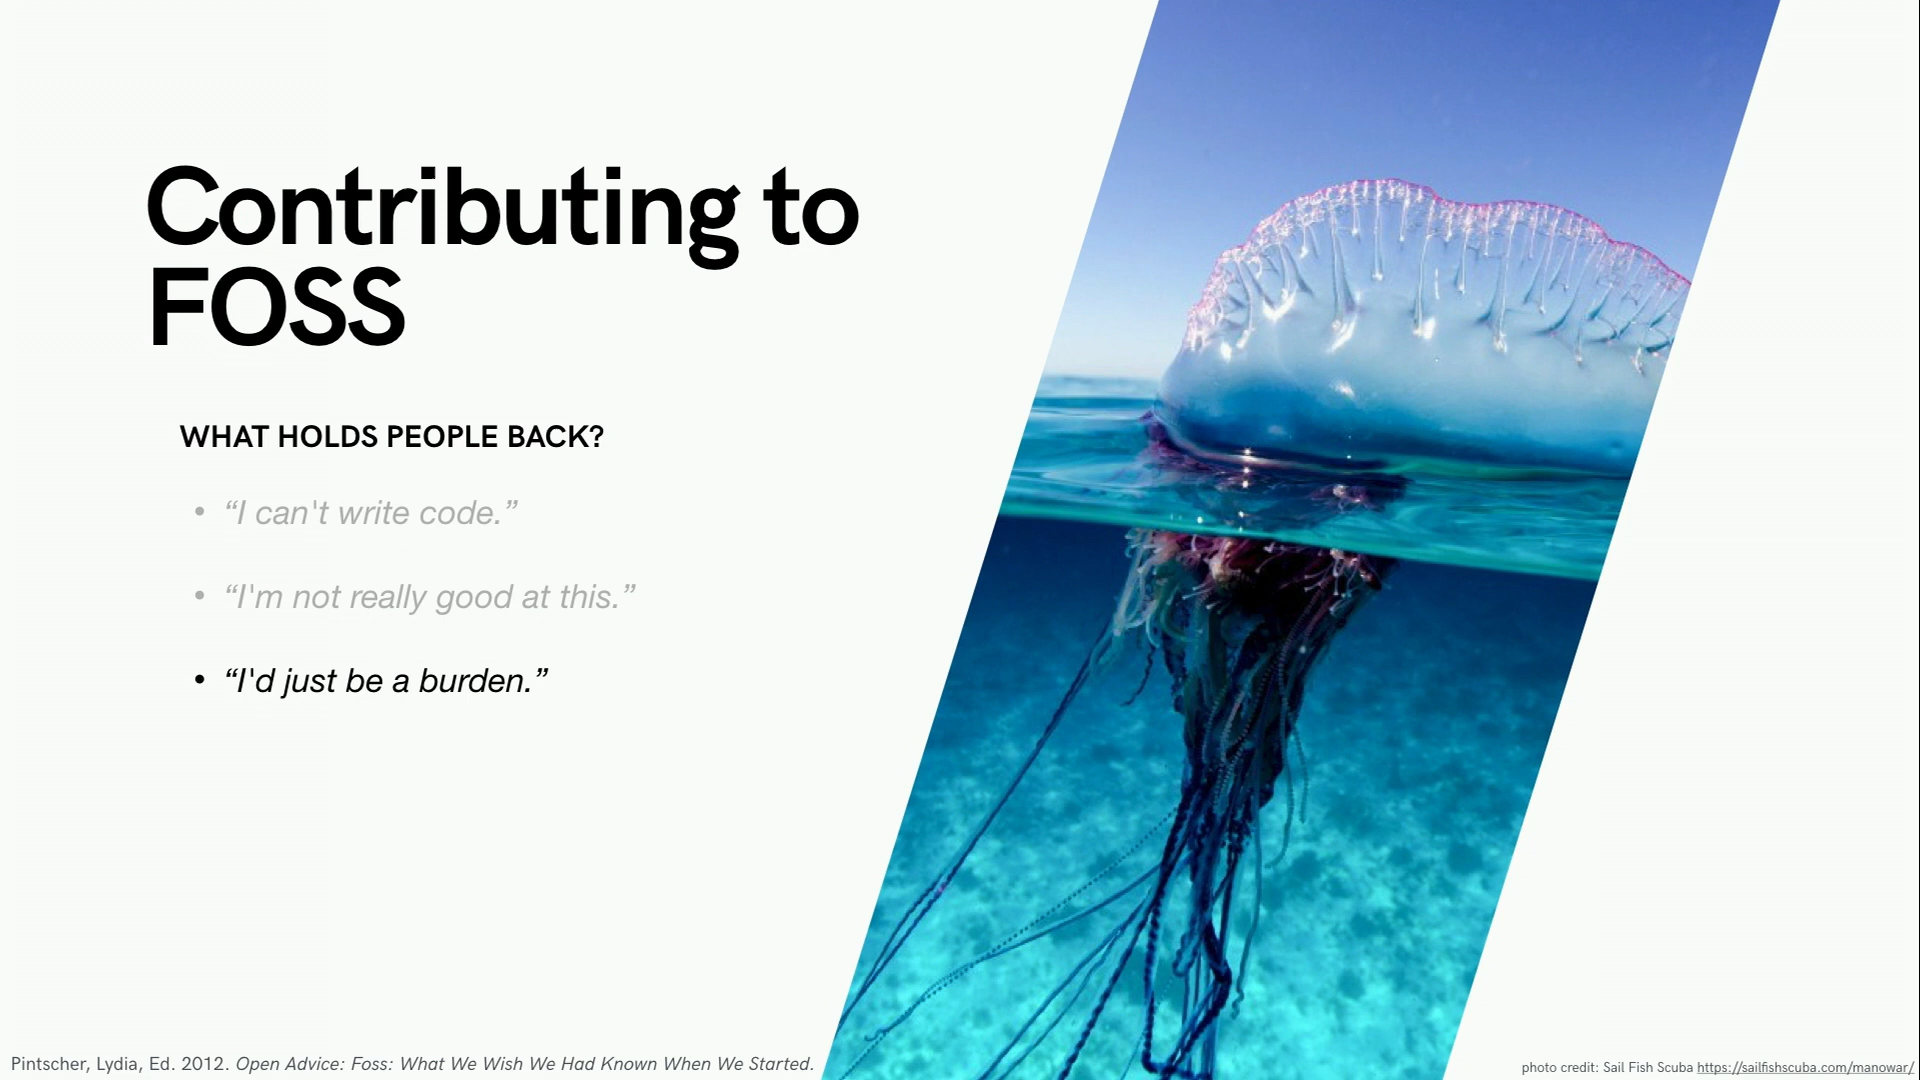 Contributing to
FOSS
WHAT HOLDS PEOPLE BACK?
• “I can't write code.”
• “I'm not really good at this.”
• “I'd just be a burden.”
Pintscher, Lydia, Ed. 2012. Open Advice: Foss: What We Wish We Had Known When We Started.
photo credit: Sail Fish Scuba https://sailfishscuba.com/manowar/